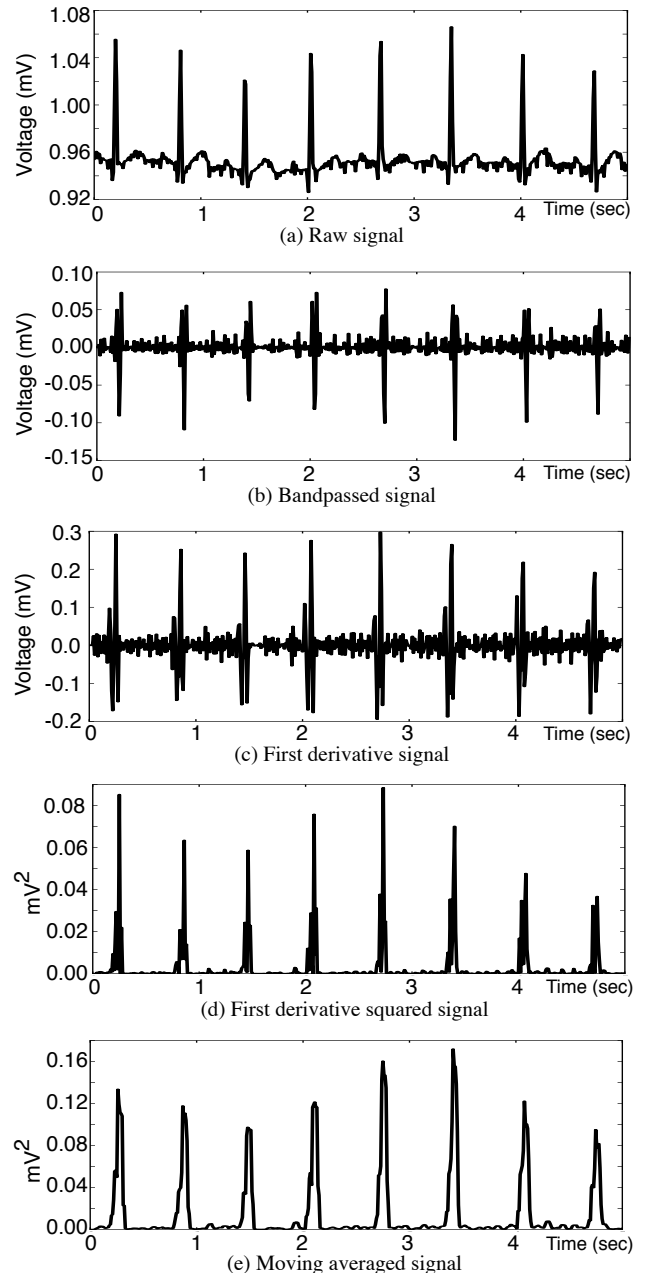 1.08
1.04
1.00
0.96
0.92
Voltage (mV)
0 1 2 3 4 Time (sec)
(a) Raw signal
0.10
0.05
0.00
-0.05
-0.10
-0.15
Voltage (mV)
0 1 2 3 4 Time (sec)
(b) Bandpassed signal
0.3
0.2
0.1
0.0
-0.1
-0.2
Voltage (mV)
0 1 2 3 4 Time (sec)
(c) First derivative signal
0.08
0.06
0.04
0.02
0.00
mV2
0 1 2 3 4 Time (sec)
(d) First derivative squared signal
0.16
0.12
0.08
0.04
0.00
mV2
0 1 2 3 4 Time (sec)
(e) Moving averaged signal